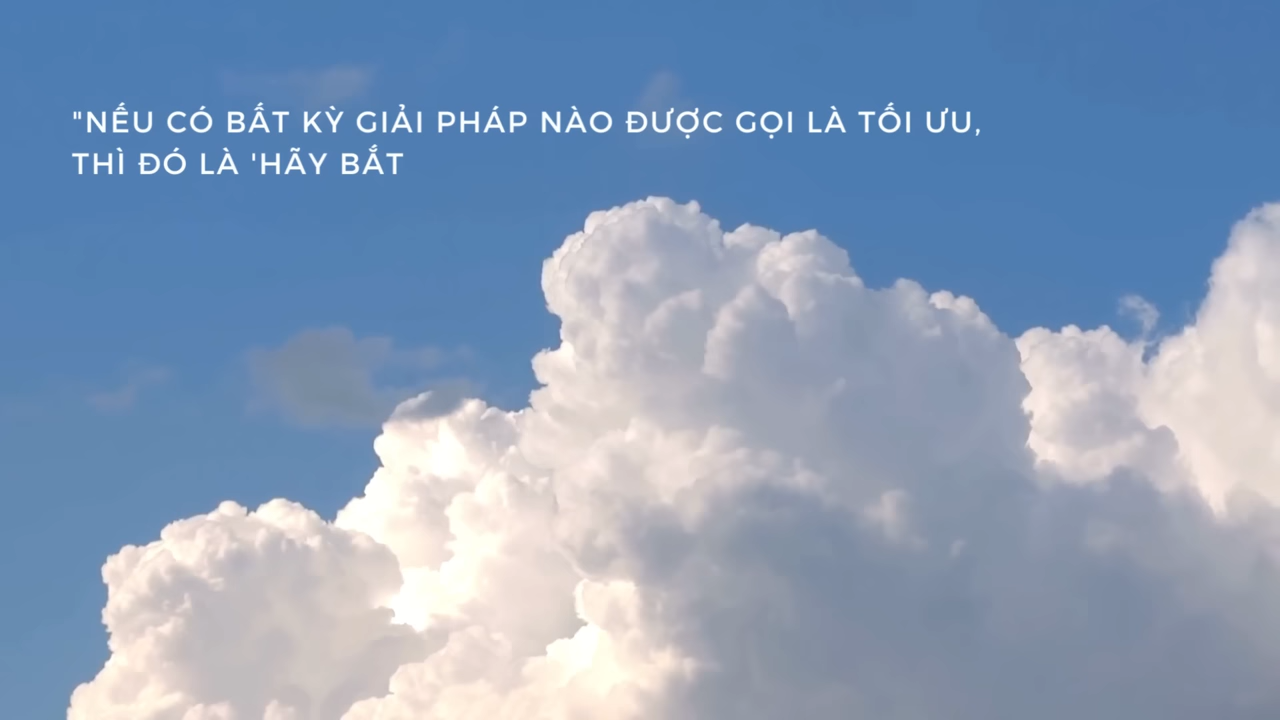 "NẾU CÓ BẤT KỲ GIẢI PHÁP NÀO ĐƯỢC GỌI LÀ TỐI ƯU,
THÌ ĐÓ LÀ 'HÃY BẮT